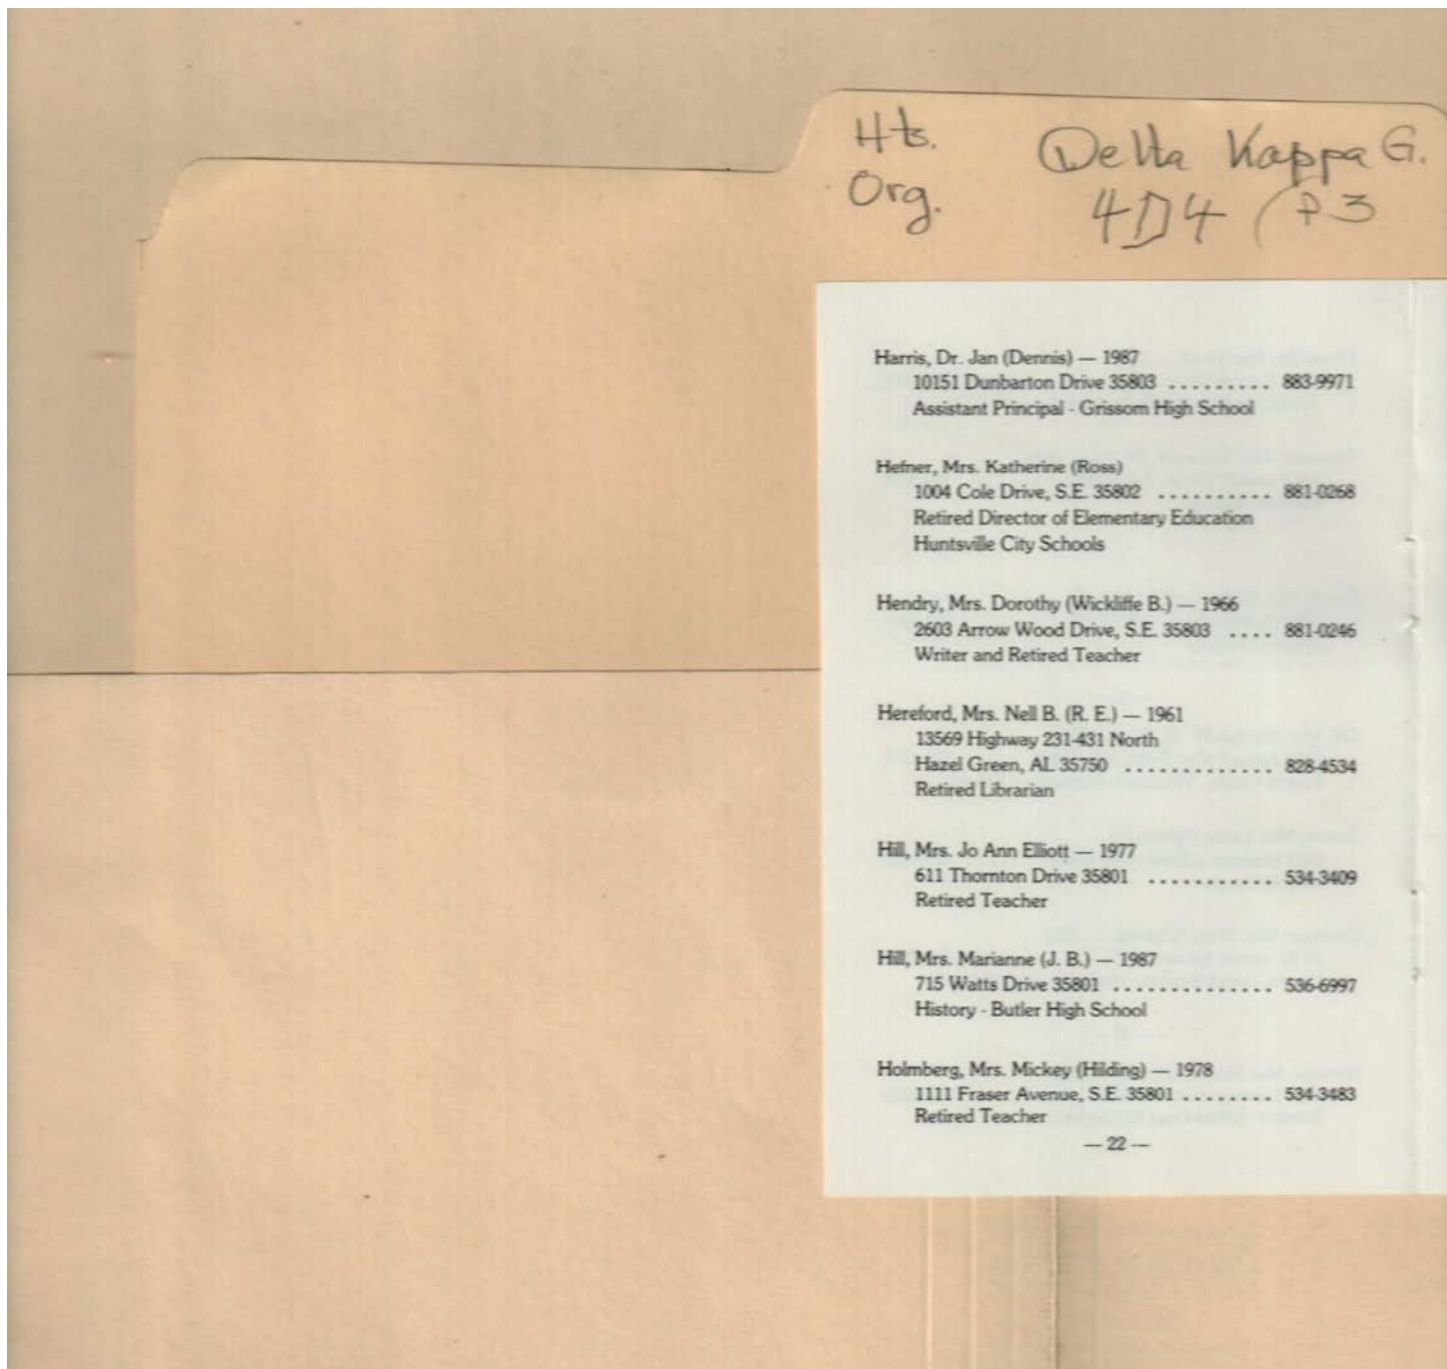 Hts. Delta Kappa G.
Org. 4D4 (P3
Harris, Dr. Jan (Dennis) — 1987
10151 Dunbarton Drive 35803 ......... 883-9971
Assistant Principal - Grissom High School
Hefner, Mrs. Katherine (Ross)
1004 Cole Drive, S.E. 35802 .......... 881-0268
Retired Director of Elementary Education
Huntsville City Schools
Hendry, Mrs. Dorothy (Wickliffe B.) — 1966
2603 Arrow Wood Drive, S.E. 35803 .... 881-0246
Writer and Retired Teacher
Hereford, Mrs. Nell B. (R. E.) — 1961
13569 Highway 231-431 North
Hazel Green, AL 35750 ............. 828-4534
Retired Librarian
Hill, Mrs. Jo Ann Elliott — 1977
611 Thornton Drive 35801 ........... 534-3409
Retired Teacher
Hill, Mrs. Marianne (J. B.) — 1987
715 Watts Drive 35801 .............. 536-6997
History - Butler High School
Holmberg, Mrs. Mickey (Hilding) — 1978
1111 Fraser Avenue, S.E. 35801 ........ 534-3483
Retired Teacher
— 22 —